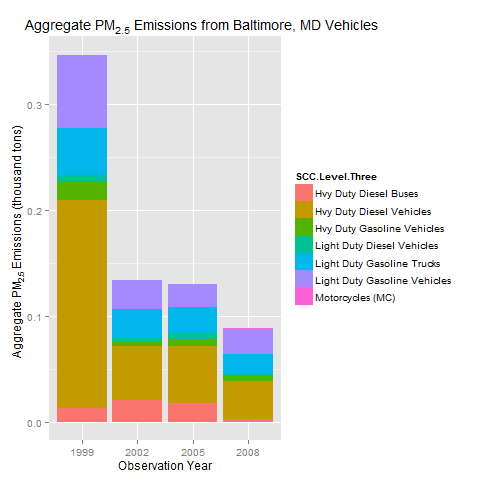 Aggregate PM2.5 Emissions from Baltimore, MD Vehicles
Aggregate PM2.5 Emissions (thousand tons)
0.3
0.2
0.1
0.0
1999 2002 2005 2008
Observation Year
SCC.Level.Three
Hvy Duty Diesel Buses
Hvy Duty Diesel Vehicles
Hvy Duty Gasoline Vehicles
Light Duty Diesel Vehicles
Light Duty Gasoline Trucks
Light Duty Gasoline Vehicles
Motorcycles (MC)